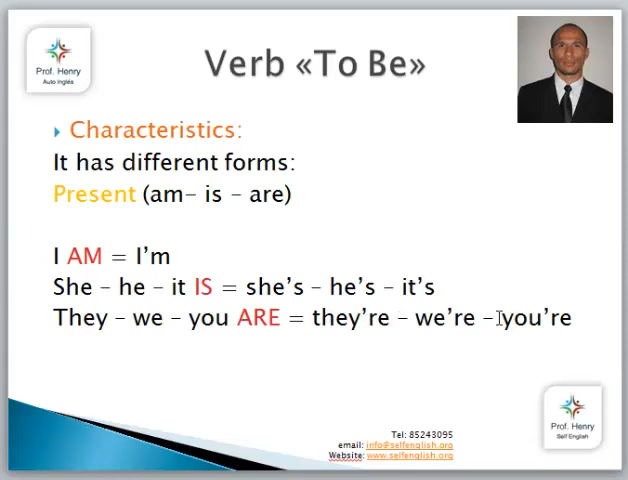 Prof. Henry
Auto Inglés
Verb «To Be»
Characteristics:
It has different forms:
Present (am- is - are)
I AM = I’m
She - he - it IS = she’s - he’s - it’s
They - we - you ARE = they’re - we’re - you’re
Tel: 85243095
email: info@selfenglish.org
Website: www.selfenglish.org
Prof. Henry
Self English